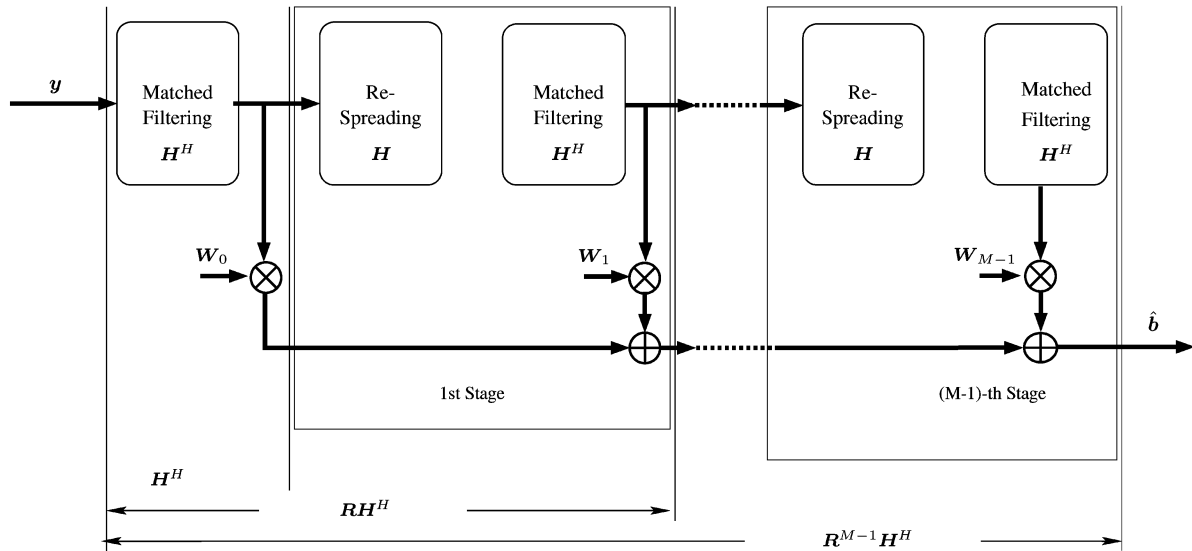 y
Matched
Filtering
H^H
Re-
Spreading
H
Matched
Filtering
H^H
Re-
Spreading
H
Matched
Filtering
H^H
W_0
W_1
W_{M-1}
b̂
1st Stage
(M-1)-th Stage
H^H
RH^H
R^{M-1}H^H